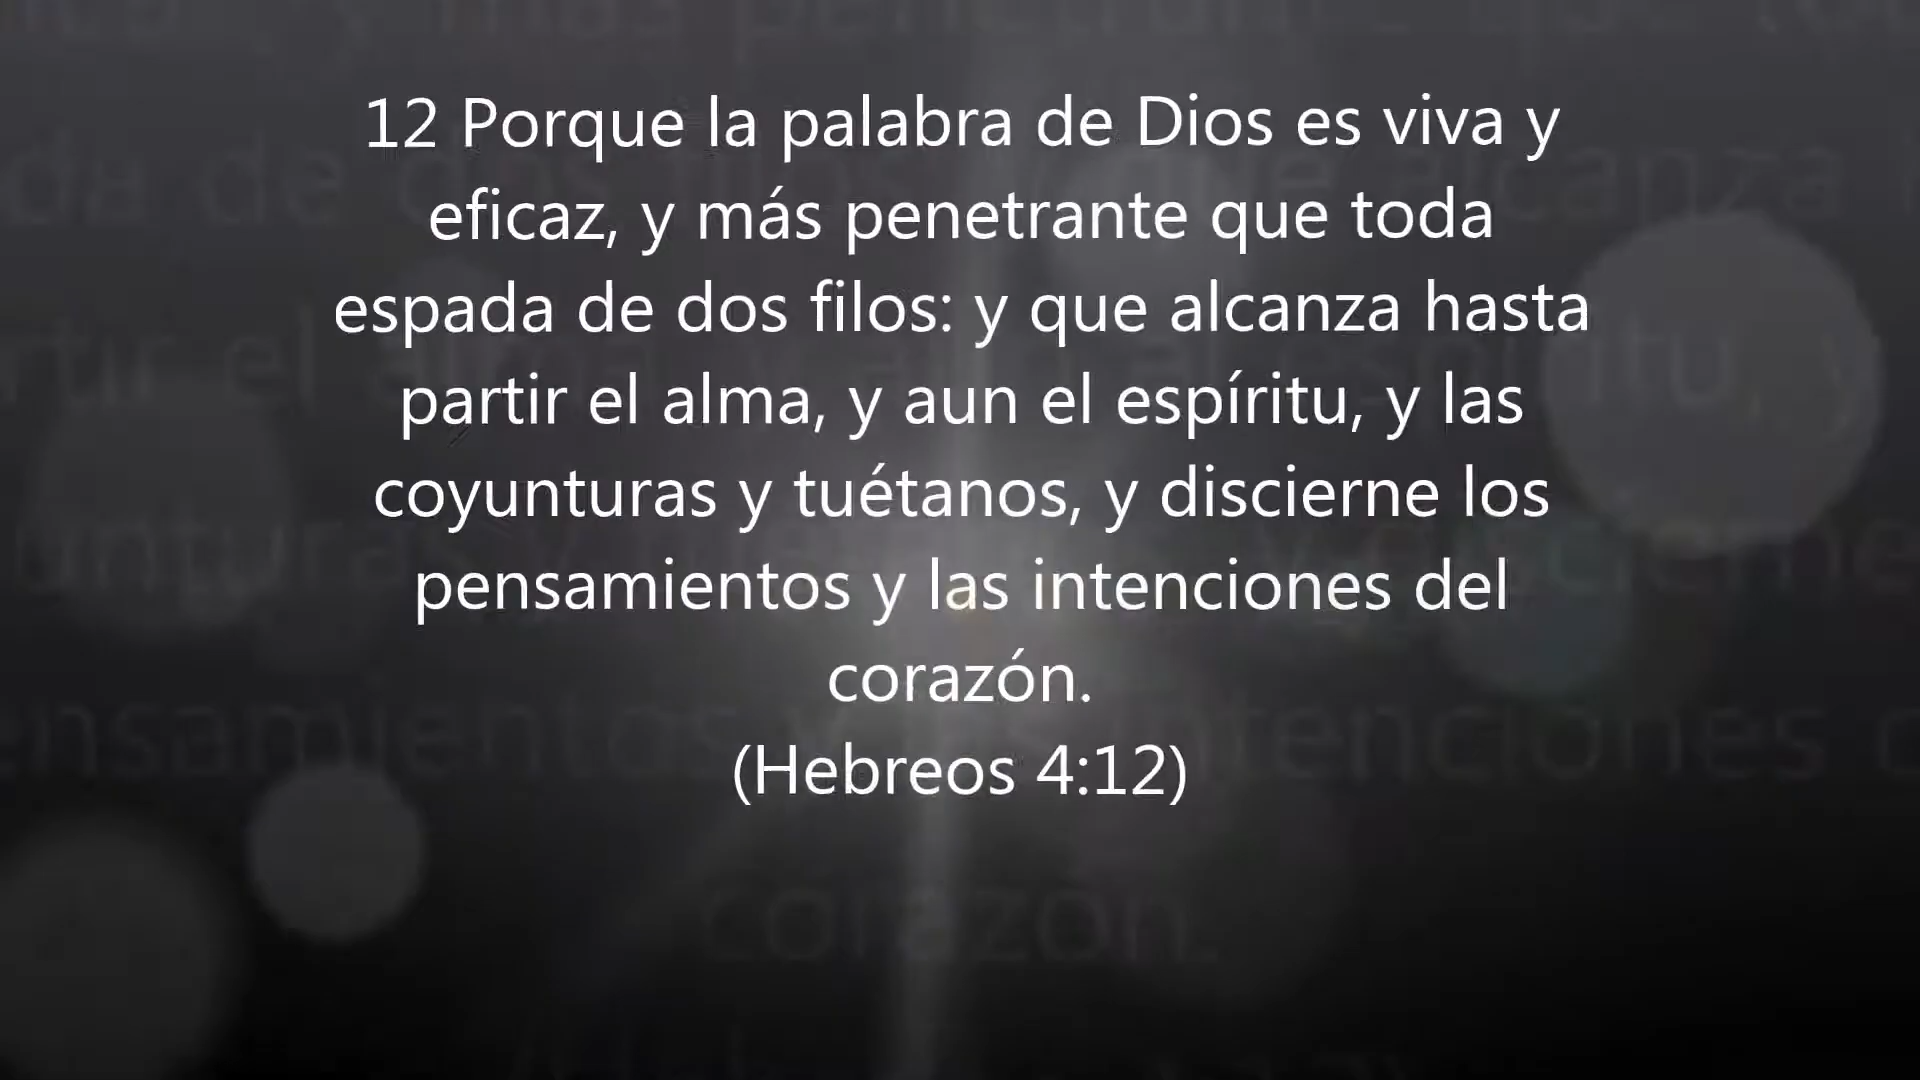 12 Porque la palabra de Dios es viva y
eficaz, y más penetrante que toda
espada de dos filos: y que alcanza hasta
partir el alma, y aun el espíritu, y las
coyunturas y tuétanos, y discierne los
pensamientos y las intenciones del
corazón.
(Hebreos 4:12)